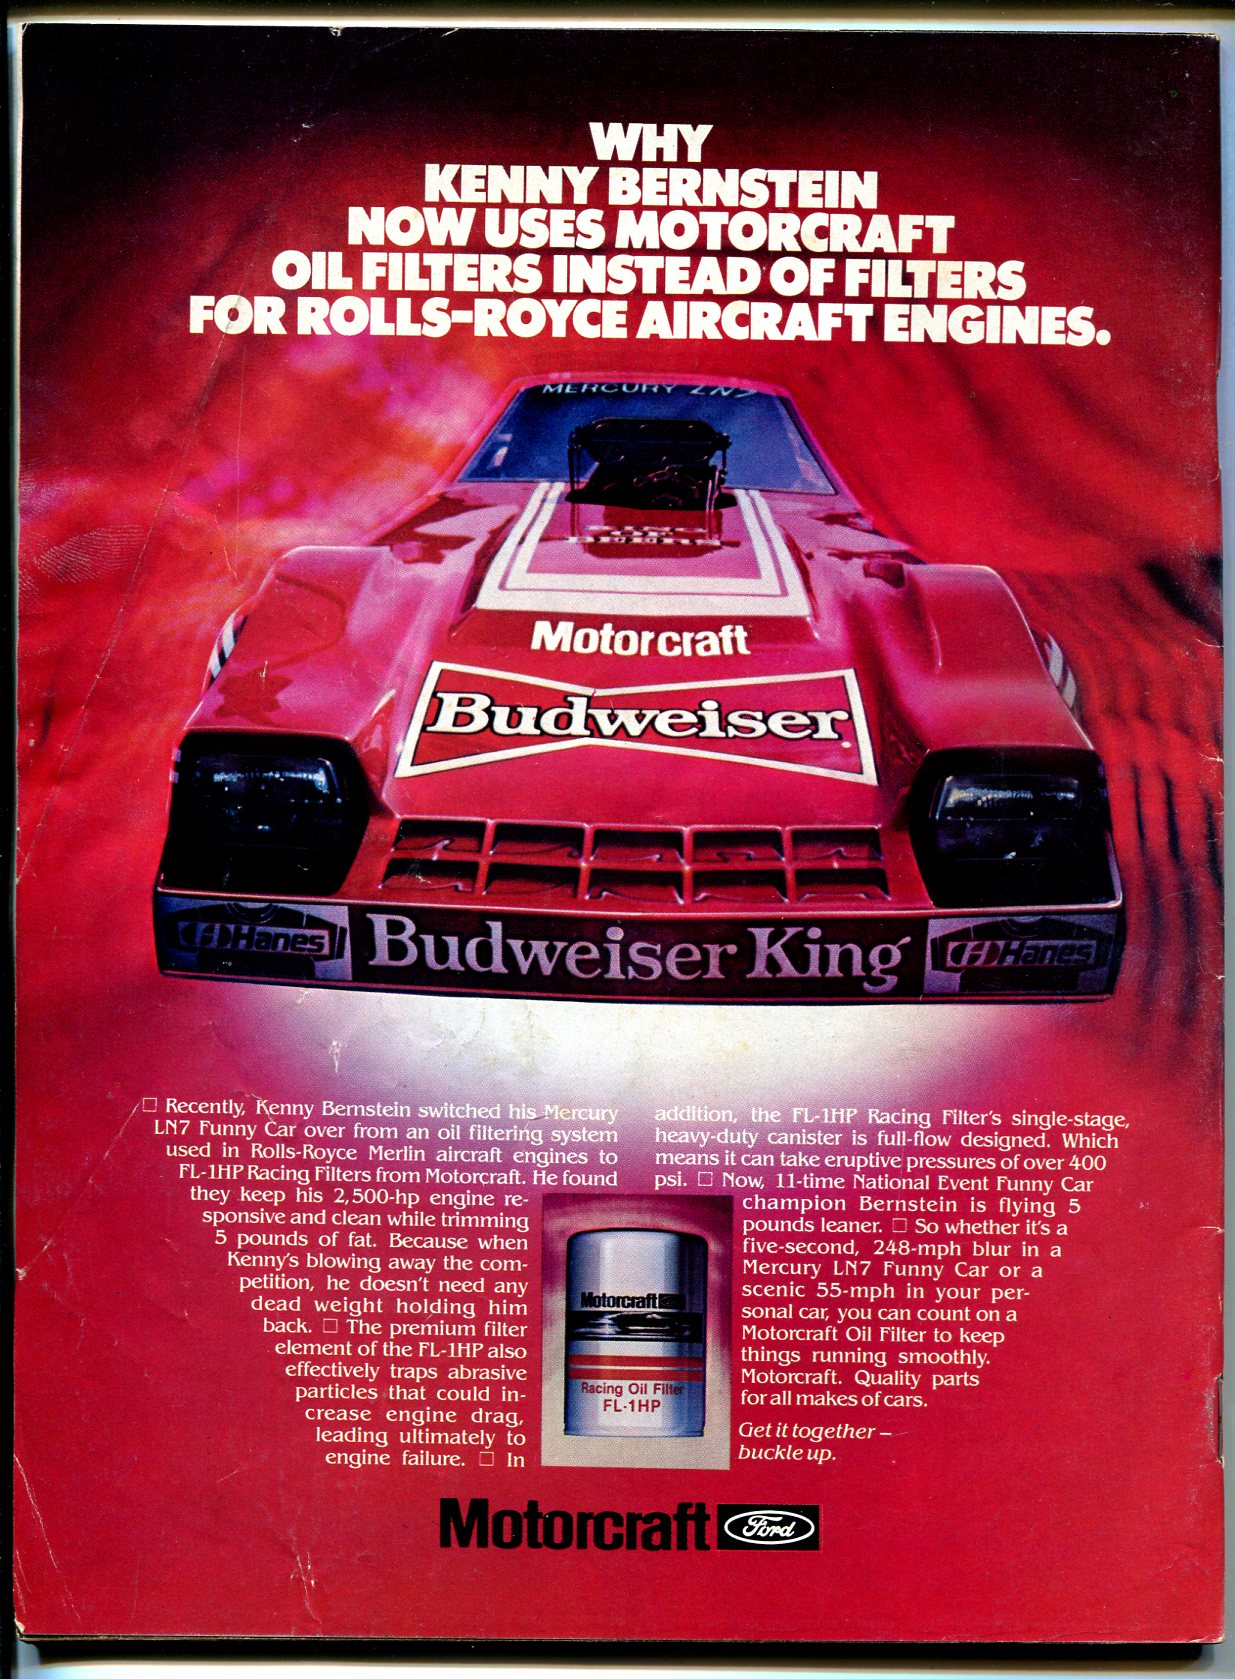 WHY
KENNY BERNSTEIN
NOW USES MOTORCRAFT
OIL FILTERS INSTEAD OF FILTERS
FOR ROLLS-ROYCE AIRCRAFT ENGINES.
MERCURY LN7
KING
OF
BEERS
Motorcraft
Budweiser
Hanes
Budweiser King
Hanes
□ Recently, Kenny Bernstein switched his Mercury
LN7 Funny Car over from an oil filtering system
used in Rolls-Royce Merlin aircraft engines to
FL-1HP Racing Filters from Motorcraft. He found
they keep his 2,500-hp engine re-
sponsive and clean while trimming
5 pounds of fat. Because when
Kenny's blowing away the com-
petition, he doesn't need any
dead weight holding him
back. □ The premium filter
element of the FL-1HP also
effectively traps abrasive
particles that could in-
crease engine drag,
leading ultimately to
engine failure. □ In
addition, the FL-1HP Racing Filter's single-stage,
heavy-duty canister is full-flow designed. Which
means it can take eruptive pressures of over 400
psi. □ Now, 11-time National Event Funny Car
champion Bernstein is flying 5
pounds leaner. □ So whether it's a
five-second, 248-mph blur in a
Mercury LN7 Funny Car or a
scenic 55-mph in your per-
sonal car, you can count on a
Motorcraft Oil Filter to keep
things running smoothly.
Motorcraft. Quality parts
for all makes of cars.
Get it together –
buckle up.
Motorcraft
Racing Oil Filter
FL-1HP
Motorcraft Ford